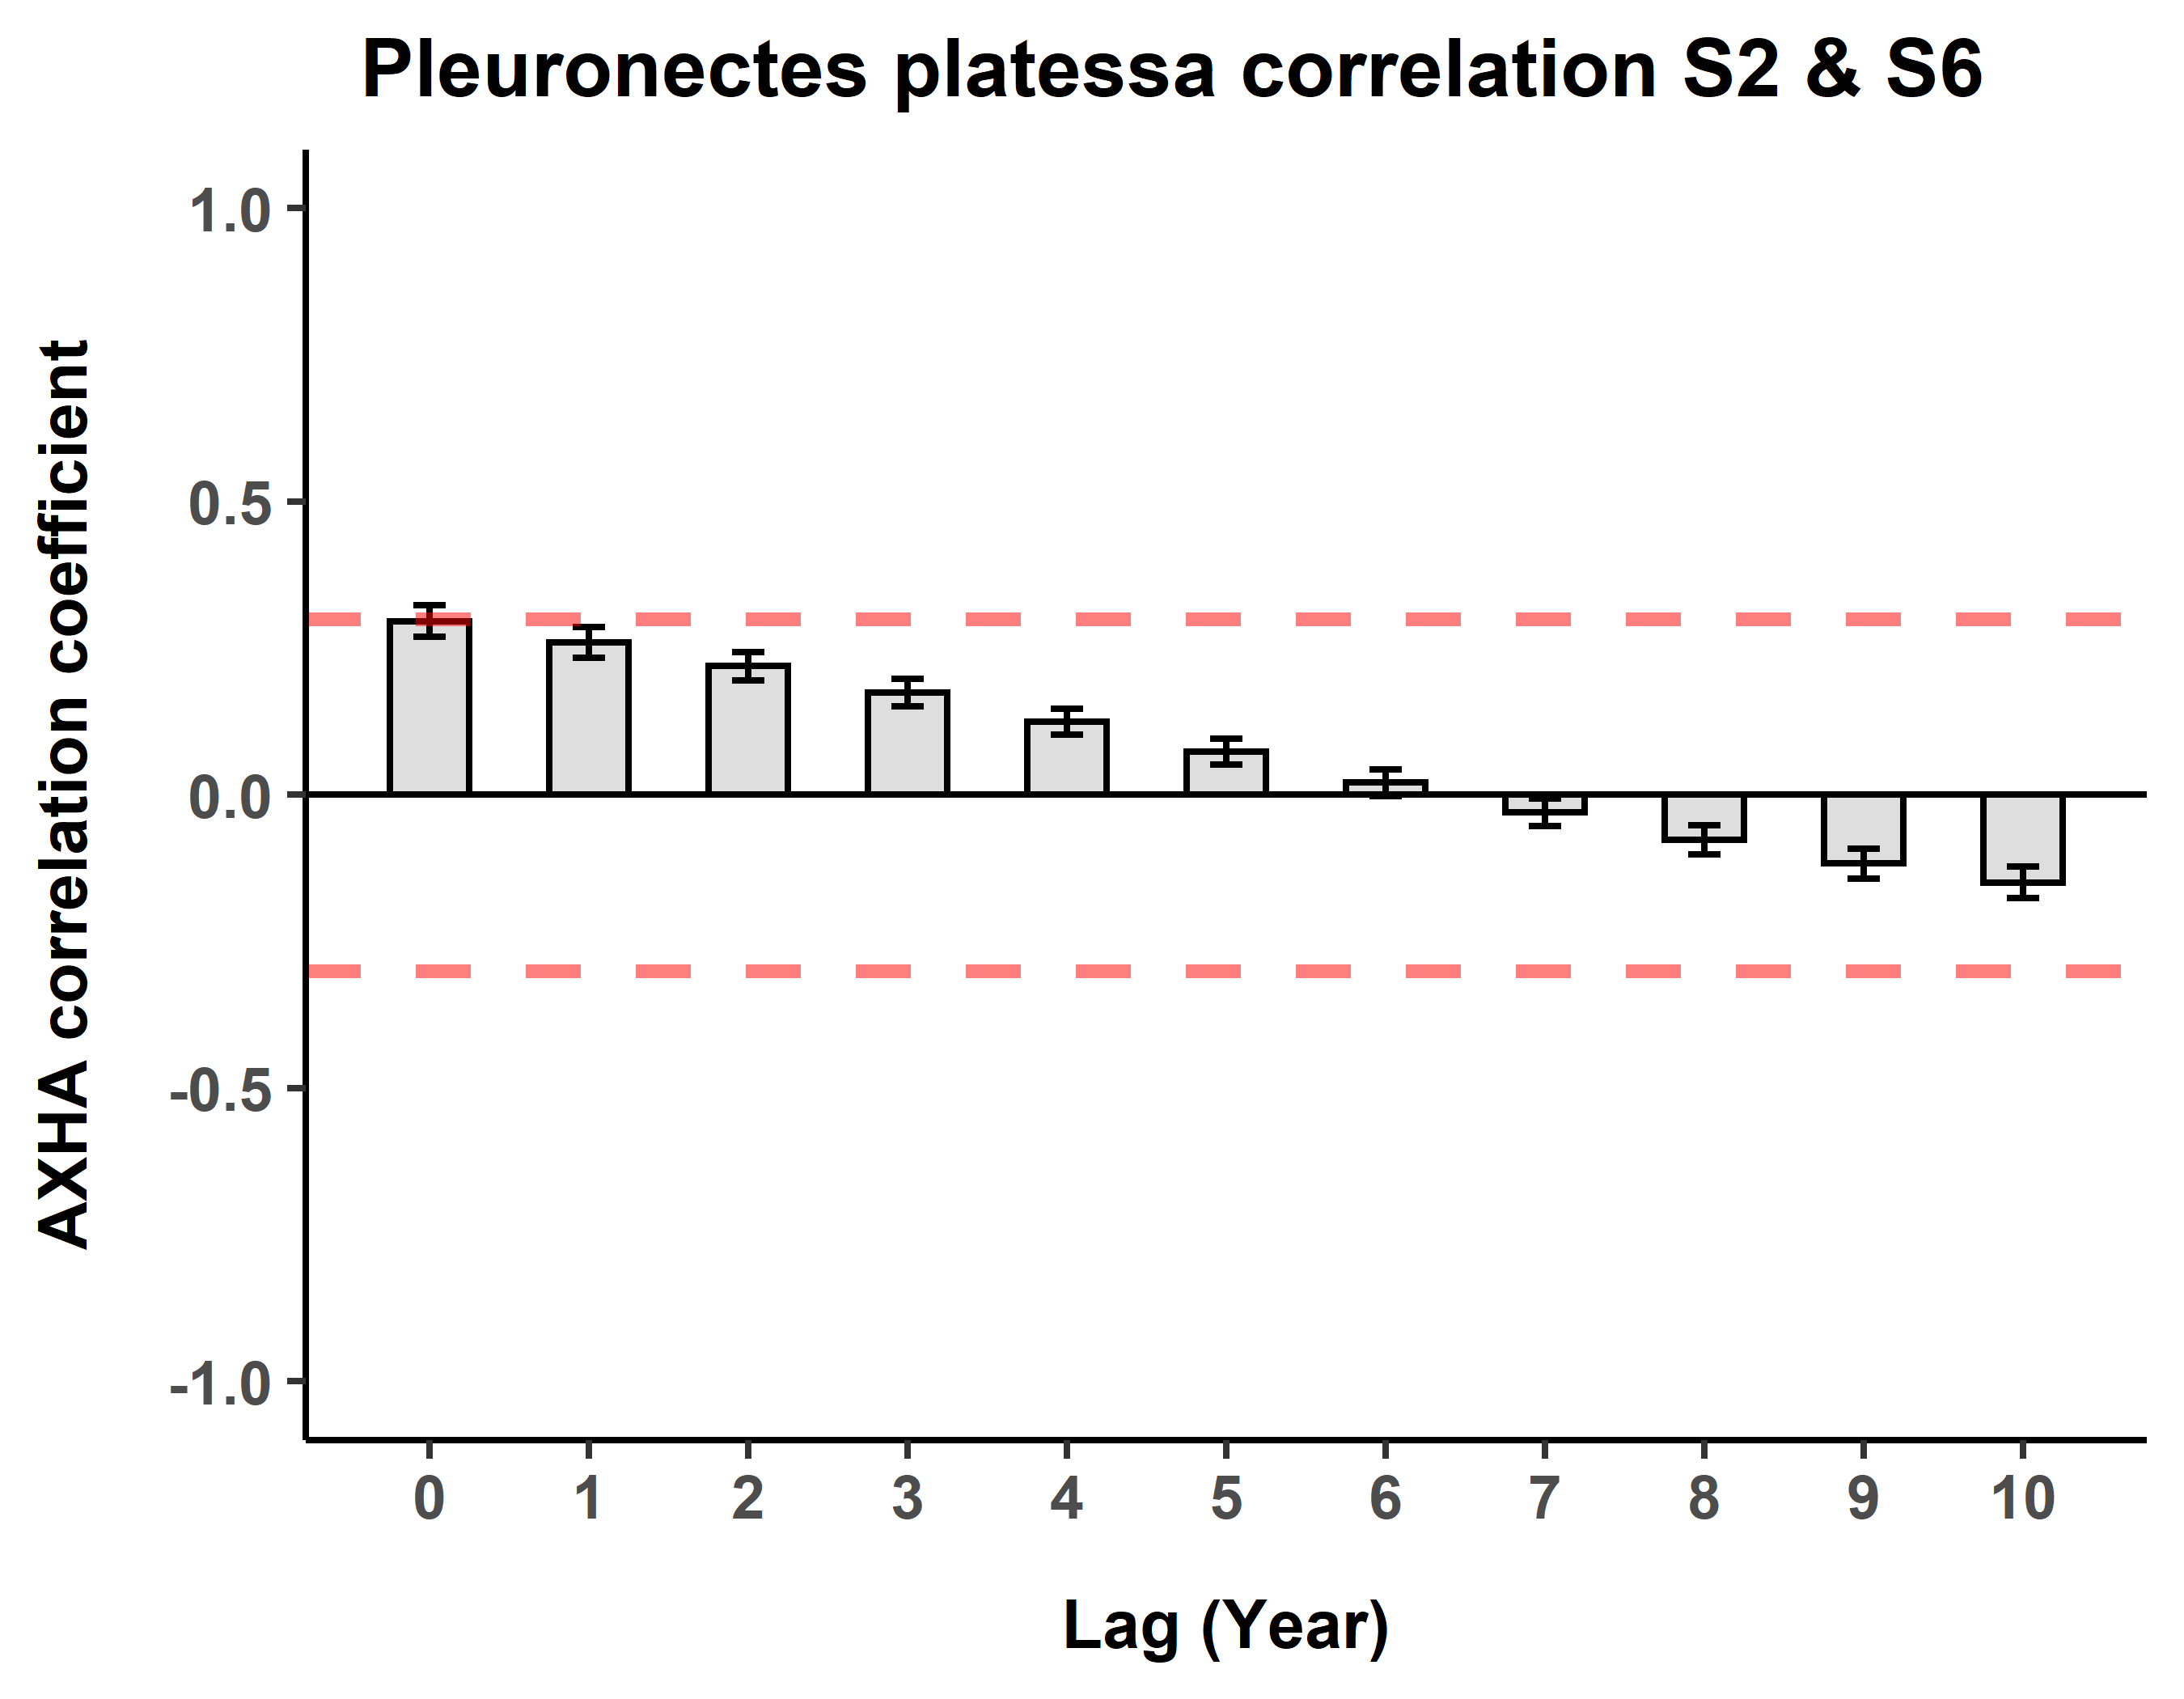 Pleuronectes platessa correlation S2 & S6
AXHA correlation coefficient
1.0
0.5
0.0
-0.5
-1.0
0 1 2 3 4 5 6 7 8 9 10
Lag (Year)